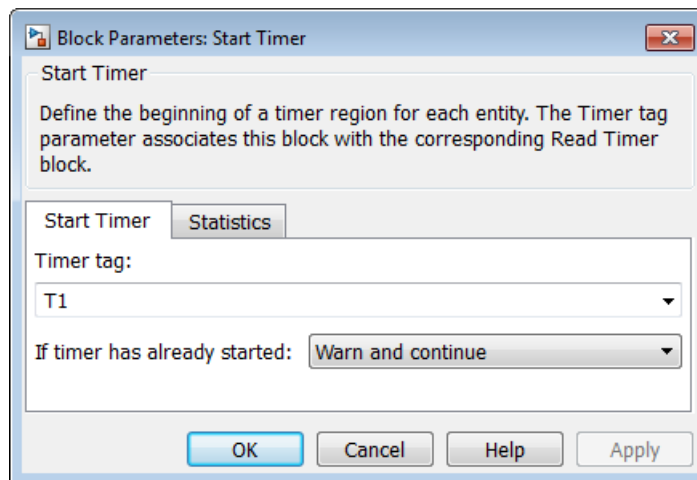 Block Parameters: Start Timer
Start Timer
Define the beginning of a timer region for each entity. The Timer tag
parameter associates this block with the corresponding Read Timer
block.
Start Timer Statistics
Timer tag:
T1
If timer has already started: Warn and continue
OK Cancel Help Apply